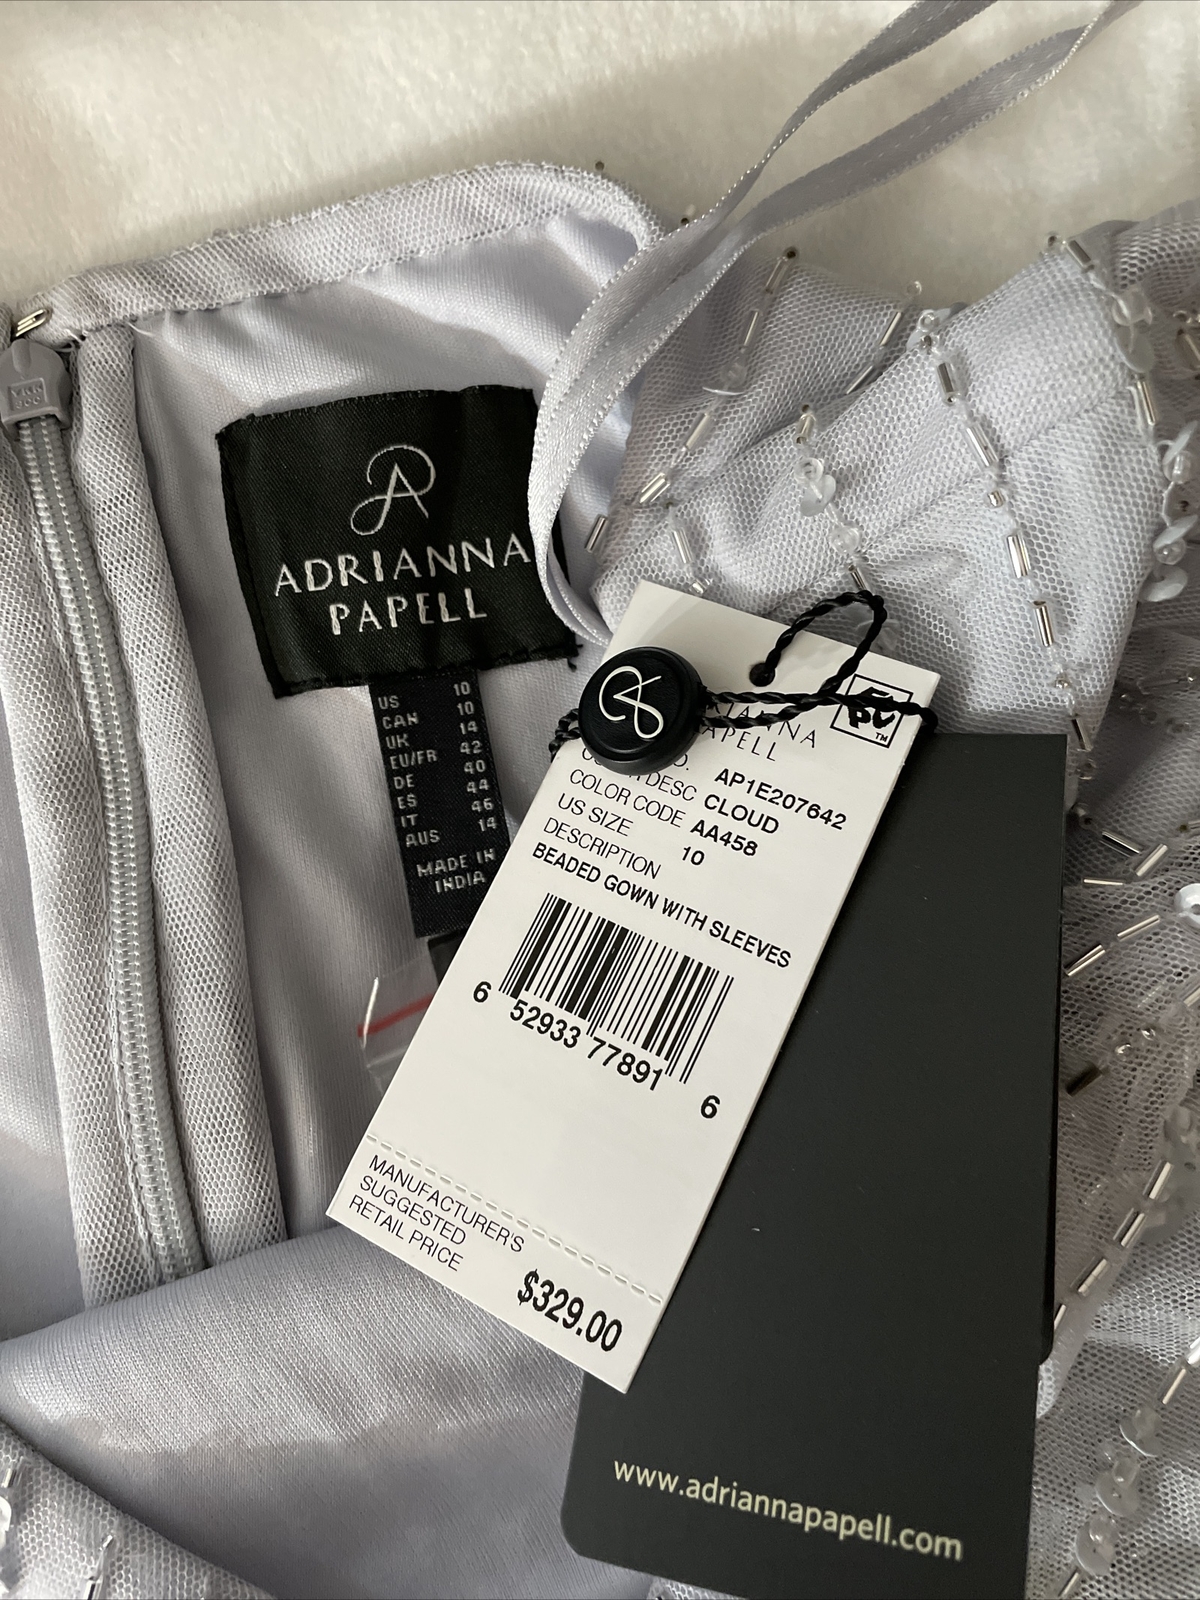 ADRIANNA
PAPELL
US 10
CAN 10
UK 14
EU/FR 42
DE 40
ES 44
IT 46
AUS 14
MADE IN
INDIA
PAPELL
AP1E207642
DESC CLOUD
COLOR CODE AA458
US SIZE 10
DESCRIPTION
BEADED GOWN WITH SLEEVES
6 52933 77891 6
MANUFACTURER'S
SUGGESTED
RETAIL PRICE
$329.00
www.adriannapapell.com